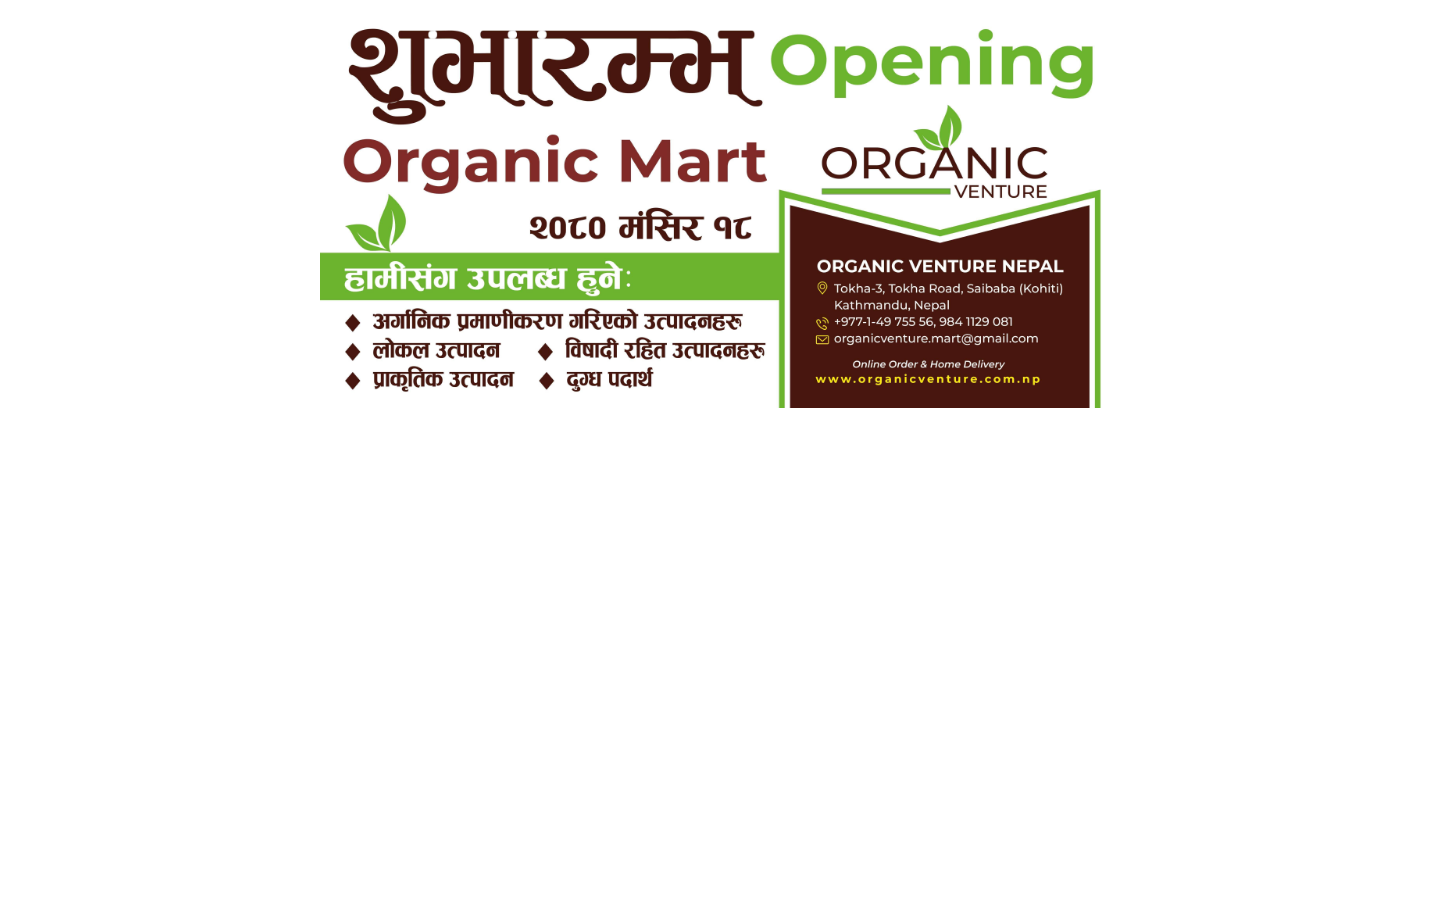 शुभारम्भ Opening
Organic Mart
२०८० मंसिर १८
हामीसंग उपलब्ध हुनेः
अर्गानिक प्रमाणीकरण गरिएको उत्पादनहरु
लोकल उत्पादन
विषादी रहित उत्पादनहरु
प्राकृतिक उत्पादन
दुग्ध पदार्थ
ORGANIC
VENTURE
ORGANIC VENTURE NEPAL
Tokha-3, Tokha Road, Saibaba (Kohiti)
Kathmandu, Nepal
+977-1-49 755 56, 984 1129 081
organicventure.mart@gmail.com
Online Order & Home Delivery
www.organicventure.com.np